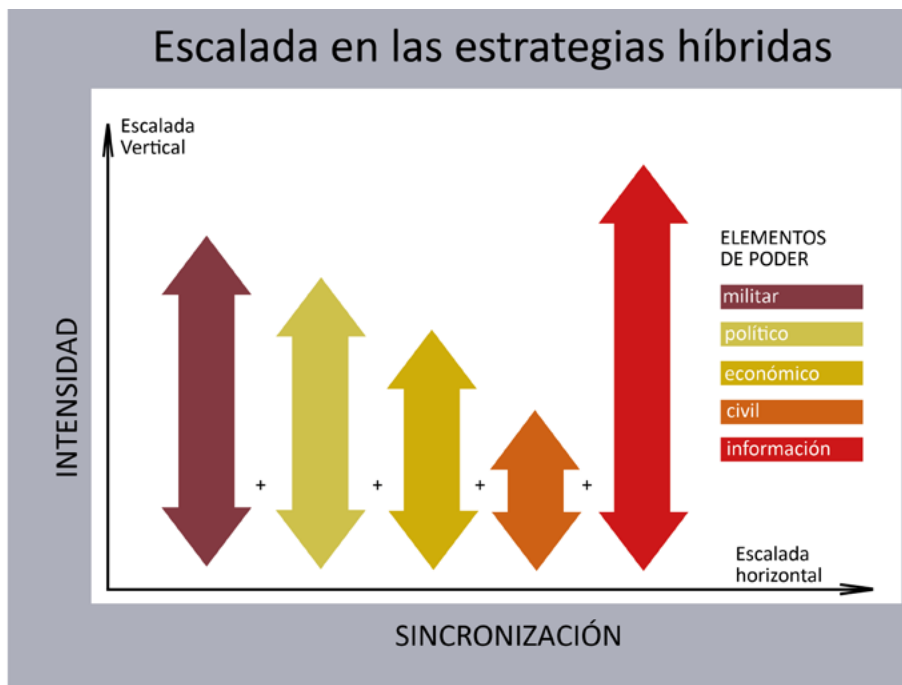 Escalada en las estrategias híbridas
Escalada
Vertical
INTENSIDAD
+
+
+
+
ELEMENTOS
DE PODER
militar
político
económico
civil
información
Escalada
horizontal
SINCRONIZACIÓN